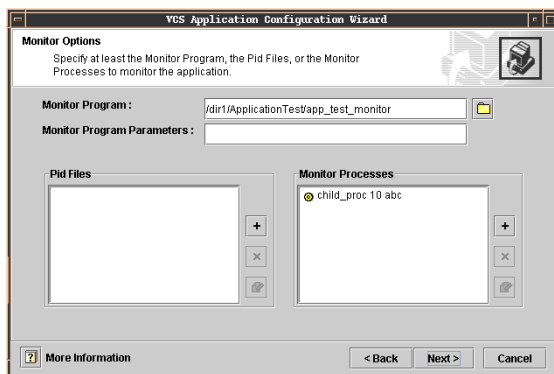 VCS Application Configuration Wizard
Monitor Options
Specify at least the Monitor Program, the Pid Files, or the Monitor
Processes to monitor the application.
Monitor Program :
/dir1/ApplicationTest/app_test_monitor
Monitor Program Parameters :
Pid Files
Monitor Processes
child_proc 10 abc
+
+
×
×
? More Information
< Back
Next >
Cancel